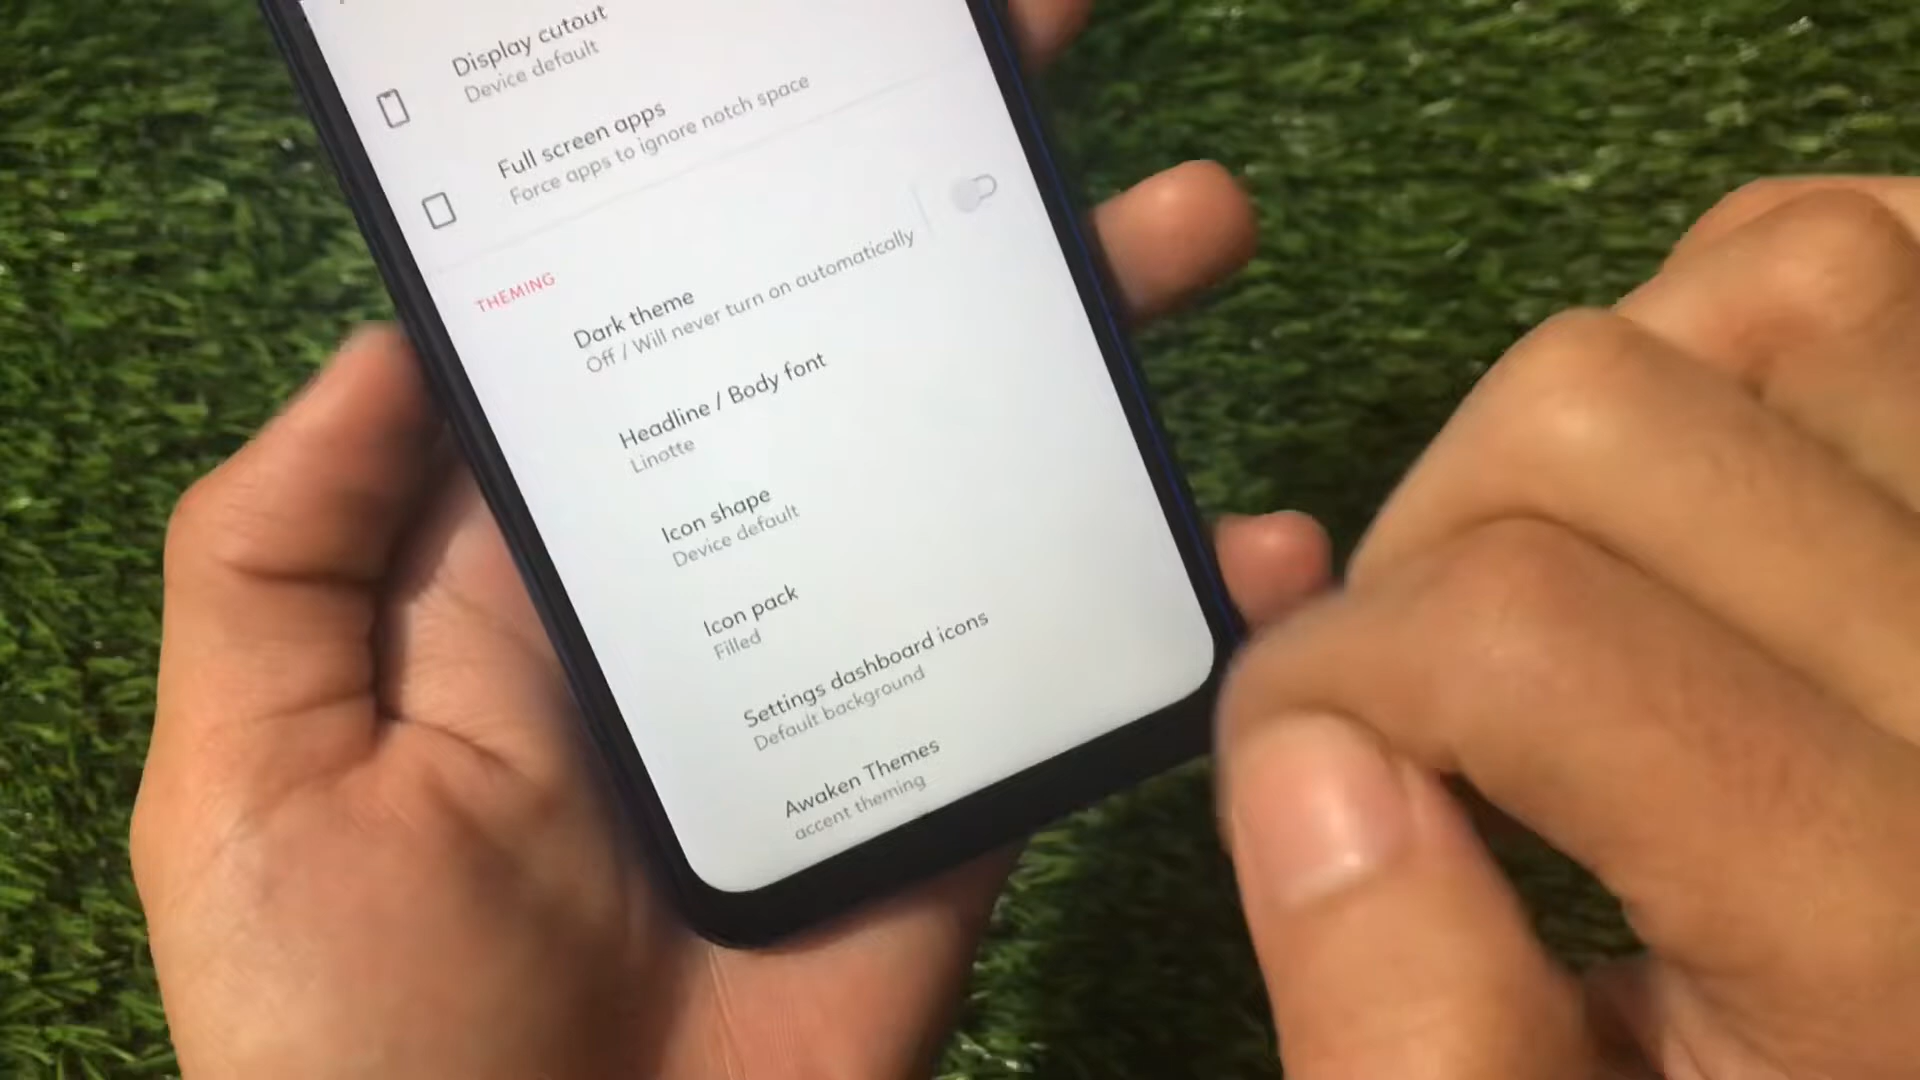 Display cutout
Device default
Full screen apps
Force apps to ignore notch space
THEMING
Dark theme
Off / Will never turn on automatically
Headline / Body font
Linotte
Icon shape
Device default
Icon pack
Filled
Settings dashboard icons
Default background
Awaken Themes
accent theming